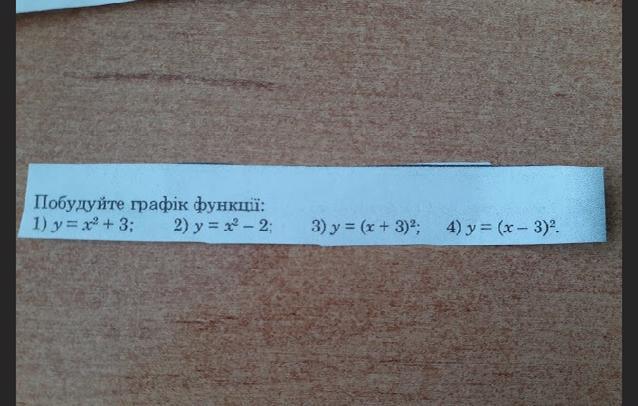 Побудуйте графік функції:
1) y = x² + 3; 2) y = x² – 2; 3) y = (x + 3)²; 4) y = (x – 3)².